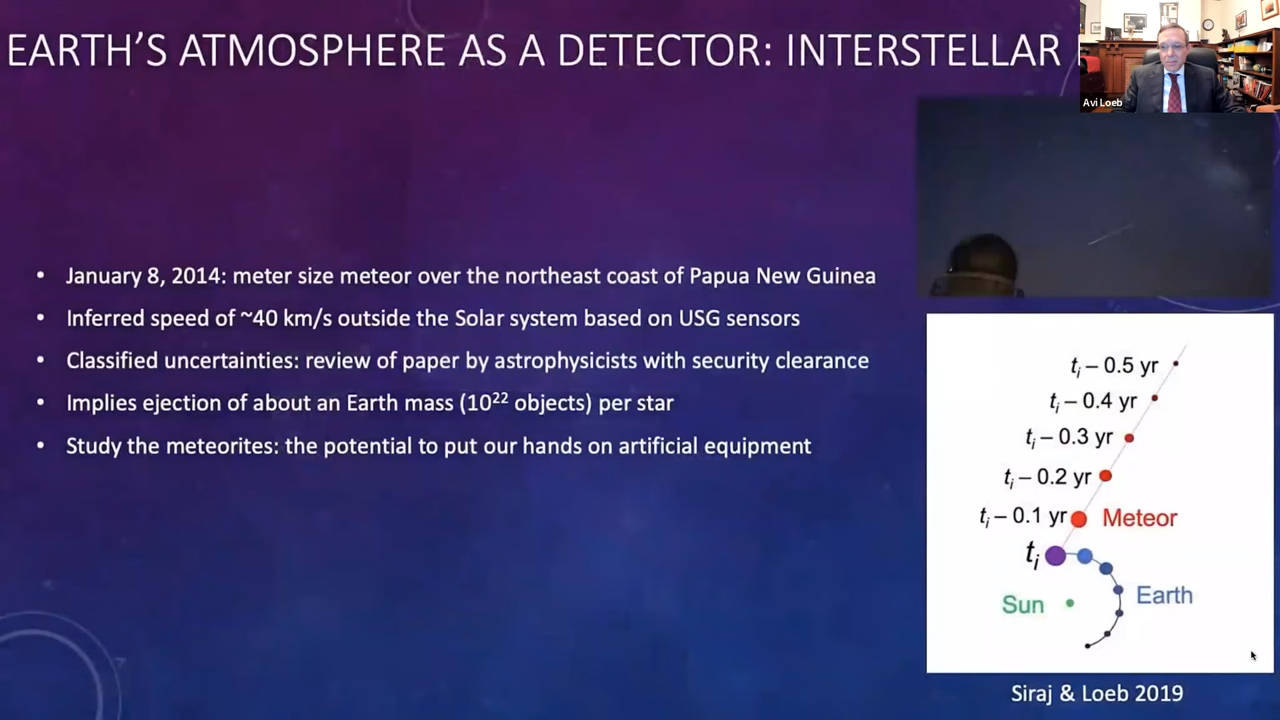 EARTH'S ATMOSPHERE AS A DETECTOR: INTERSTELLAR
Avi Loeb
• January 8, 2014: meter size meteor over the northeast coast of Papua New Guinea
• Inferred speed of ~40 km/s outside the Solar system based on USG sensors
• Classified uncertainties: review of paper by astrophysicists with security clearance
• Implies ejection of about an Earth mass (10²² objects) per star
• Study the meteorites: the potential to put our hands on artificial equipment
tᵢ – 0.5 yr
tᵢ – 0.4 yr
tᵢ – 0.3 yr
tᵢ – 0.2 yr
tᵢ – 0.1 yr Meteor
tᵢ
Sun Earth
Siraj & Loeb 2019